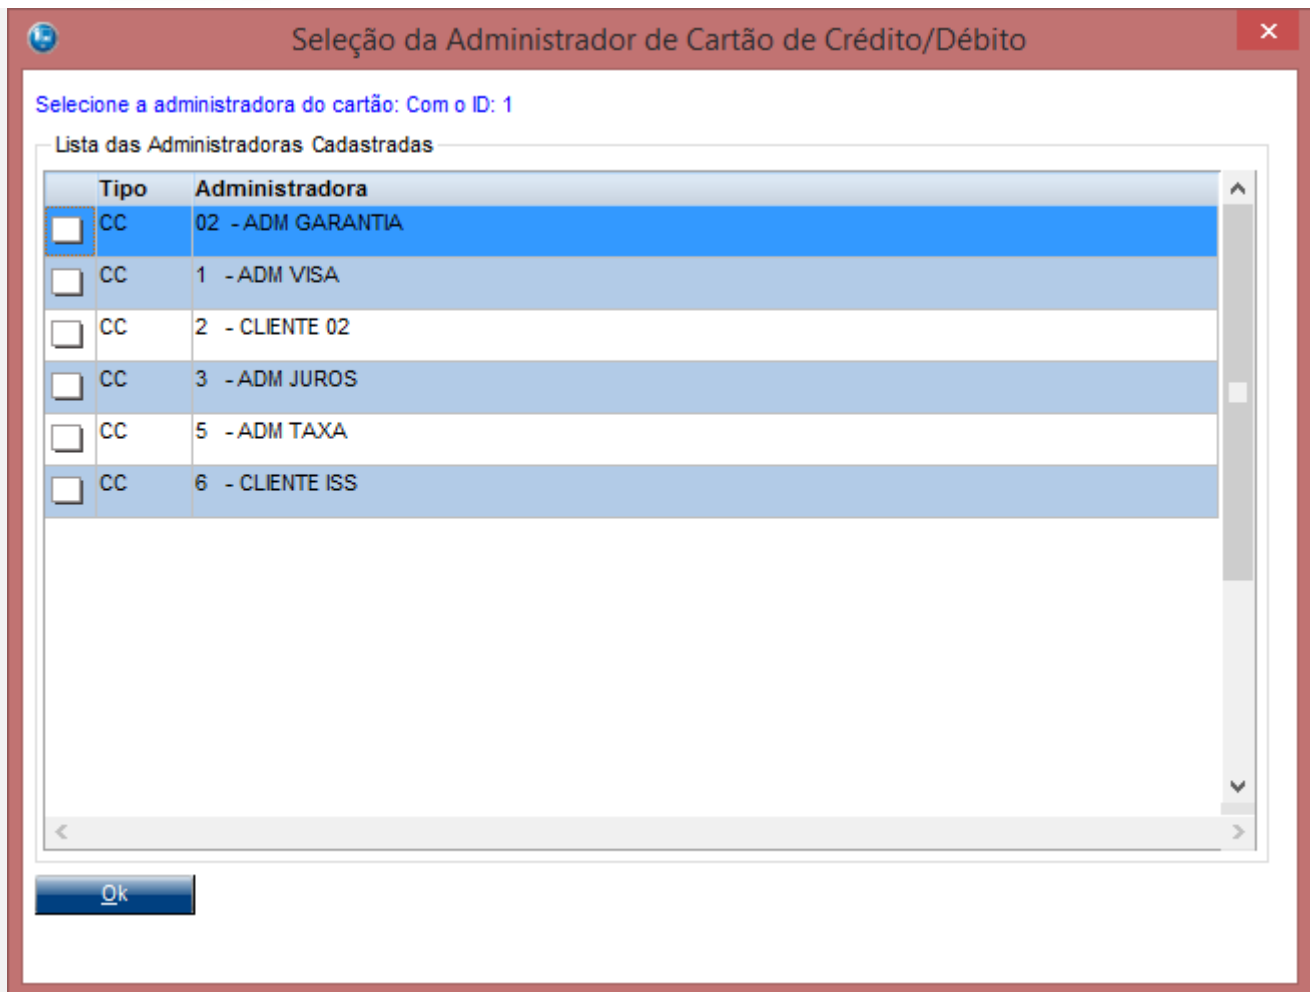 Seleção da Administrador de Cartão de Crédito/Débito
Selecione a administradora do cartão: Com o ID: 1
Lista das Administradoras Cadastradas
Tipo Administradora
CC 02 - ADM GARANTIA
CC 1 - ADM VISA
CC 2 - CLIENTE 02
CC 3 - ADM JUROS
CC 5 - ADM TAXA
CC 6 - CLIENTE ISS
Ok